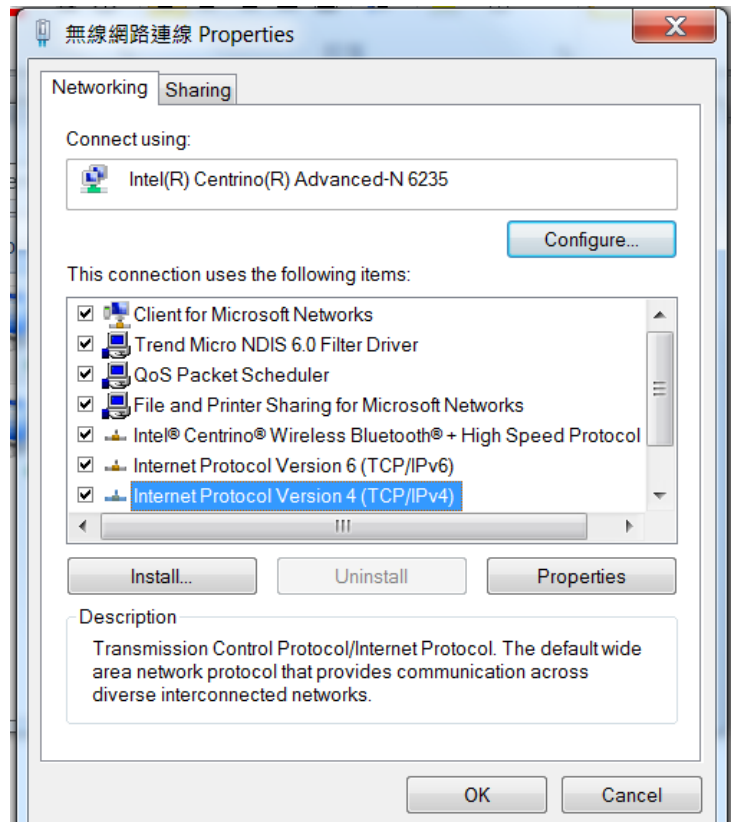 無線網路連線 Properties
Networking
Sharing
Connect using:
Intel(R) Centrino(R) Advanced-N 6235
Configure...
This connection uses the following items:
Client for Microsoft Networks
Trend Micro NDIS 6.0 Filter Driver
QoS Packet Scheduler
File and Printer Sharing for Microsoft Networks
Intel® Centrino® Wireless Bluetooth® + High Speed Protocol
Internet Protocol Version 6 (TCP/IPv6)
Internet Protocol Version 4 (TCP/IPv4)
Install...
Uninstall
Properties
Description
Transmission Control Protocol/Internet Protocol. The default wide
area network protocol that provides communication across
diverse interconnected networks.
OK
Cancel